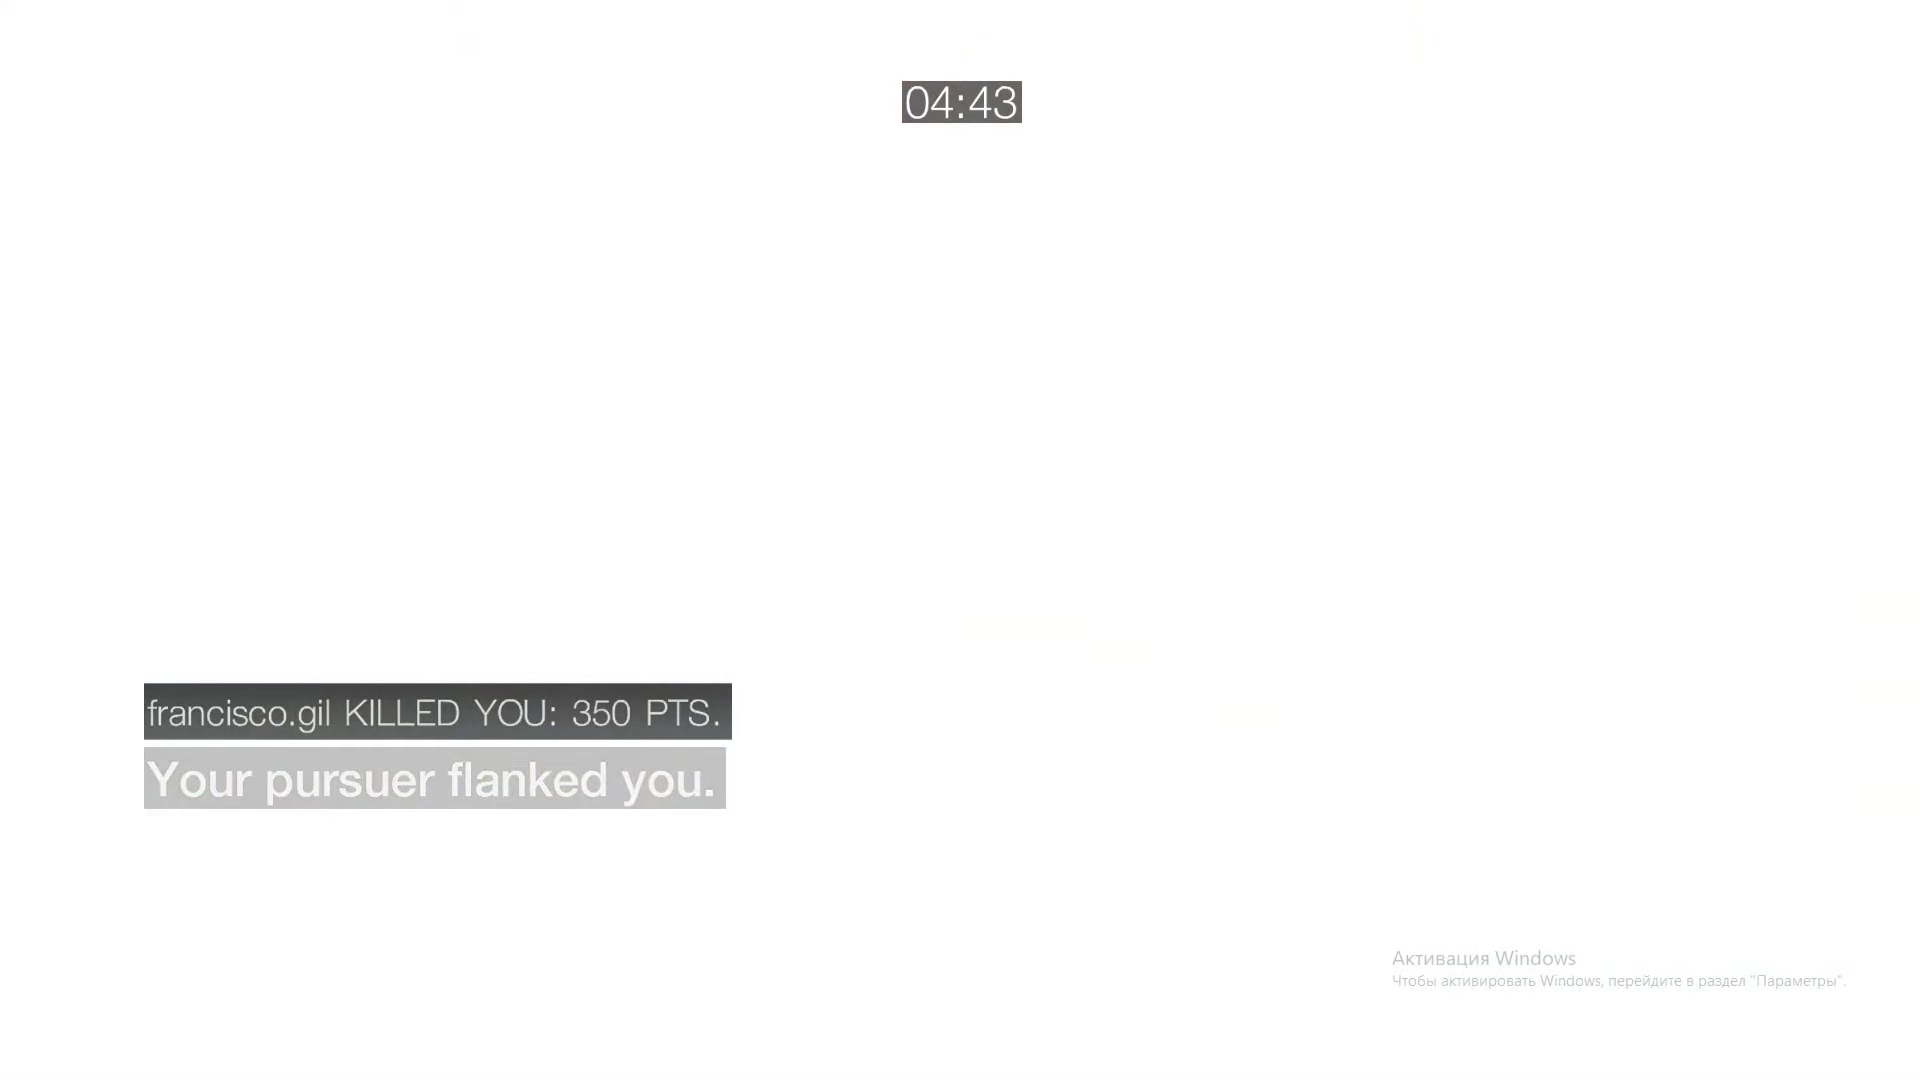 04:43
francisco.gil KILLED YOU: 350 PTS.
Your pursuer flanked you.
Активация Windows
Чтобы активировать Windows, перейдите в раздел "Параметры".